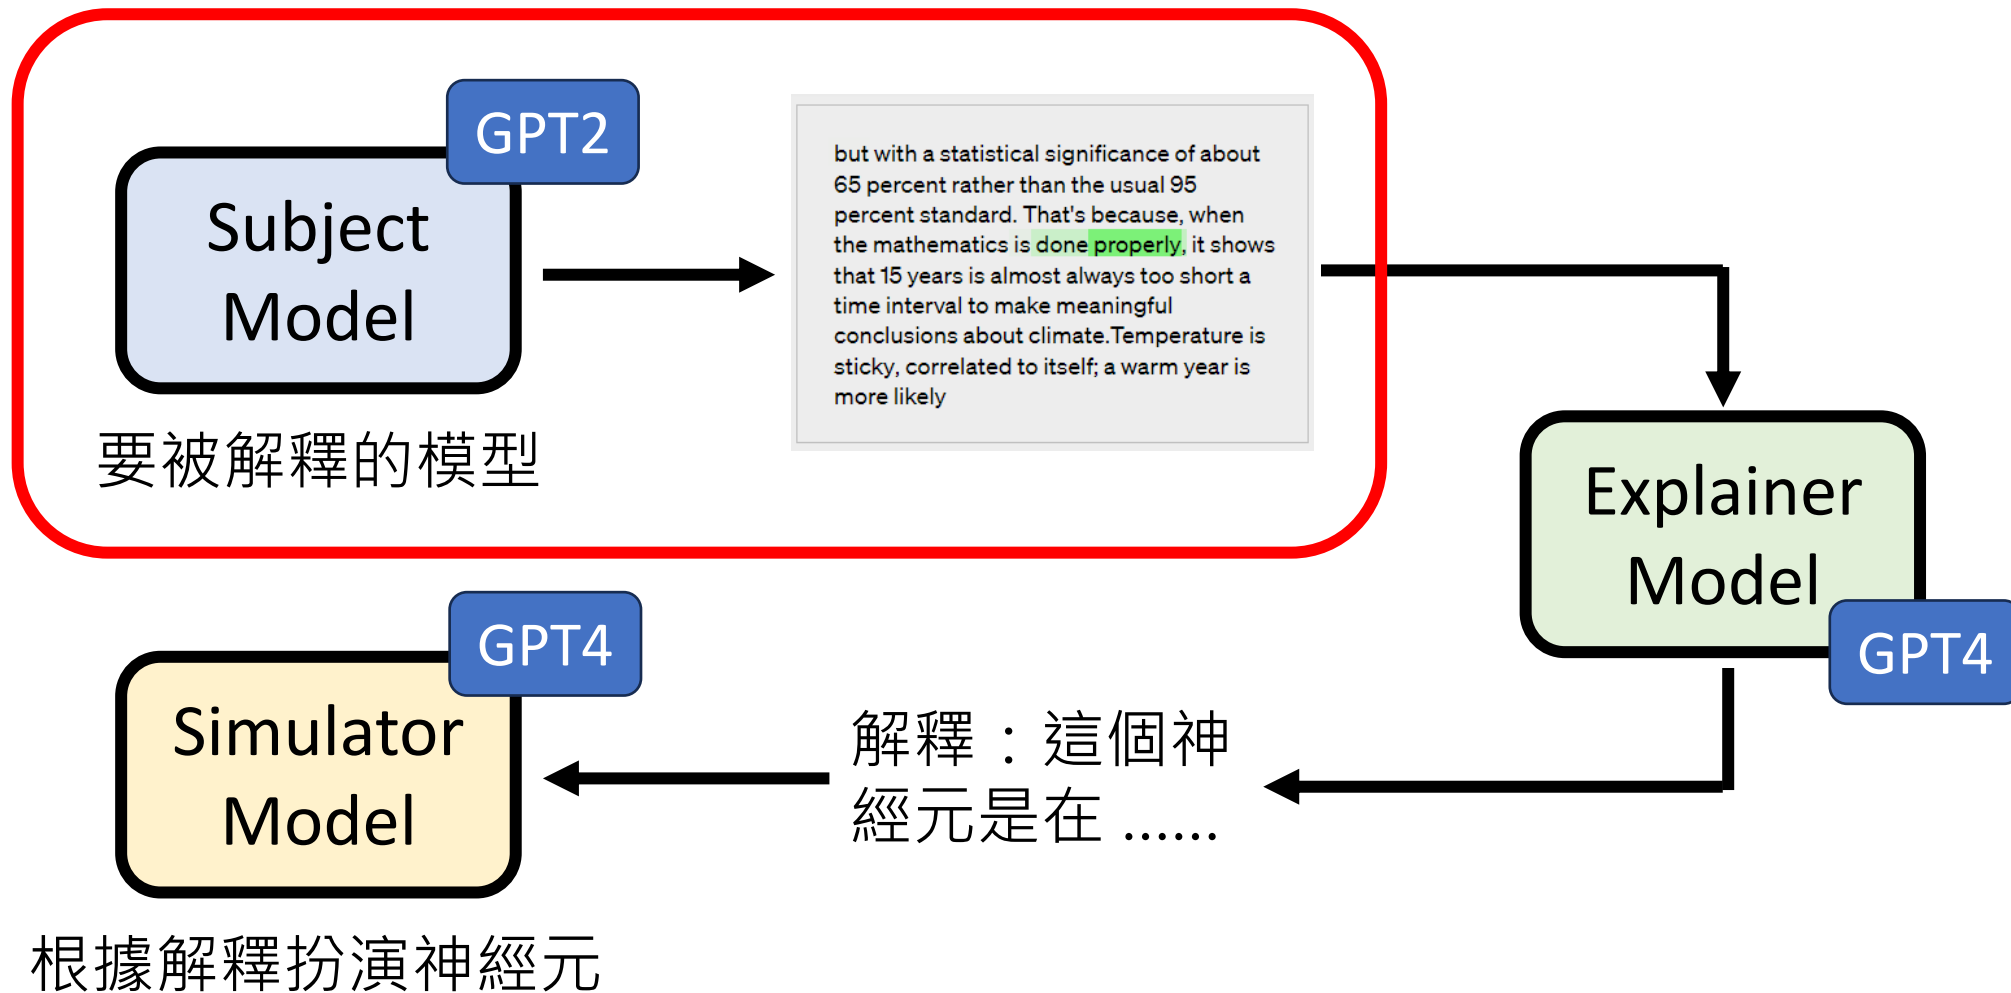 GPT2
Subject
Model
要被解釋的模型
but with a statistical significance of about
65 percent rather than the usual 95
percent standard. That's because, when
the mathematics is done properly, it shows
that 15 years is almost always too short a
time interval to make meaningful
conclusions about climate.Temperature is
sticky, correlated to itself; a warm year is
more likely
Explainer
Model
GPT4
解釋：這個神
經元是在 ......
GPT4
Simulator
Model
根據解釋扮演神經元